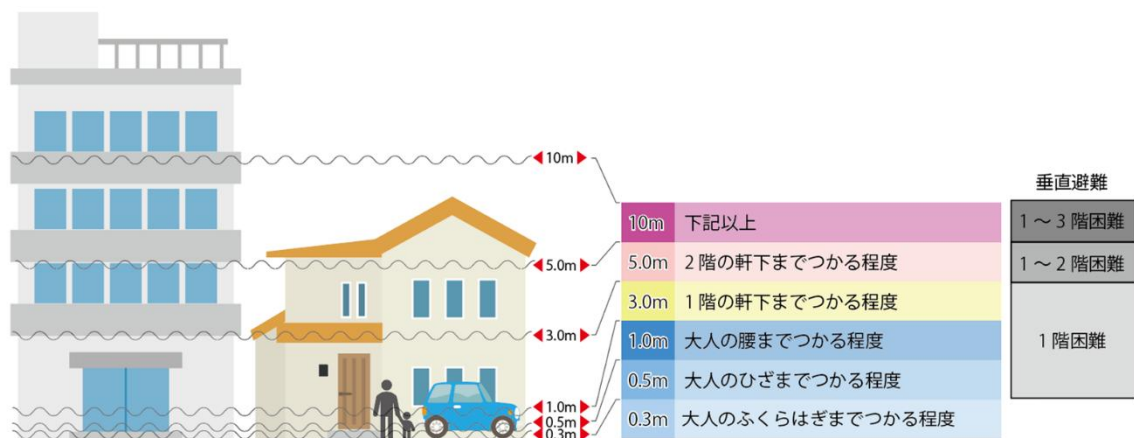 10m
5.0m
3.0m
1.0m
0.5m
0.3m
垂直避難
10m 下記以上 1～3階困難
5.0m 2階の軒下までつかる程度 1～2階困難
3.0m 1階の軒下までつかる程度
1.0m 大人の腰までつかる程度 1階困難
0.5m 大人のひざまでつかる程度
0.3m 大人のふくらはぎまでつかる程度